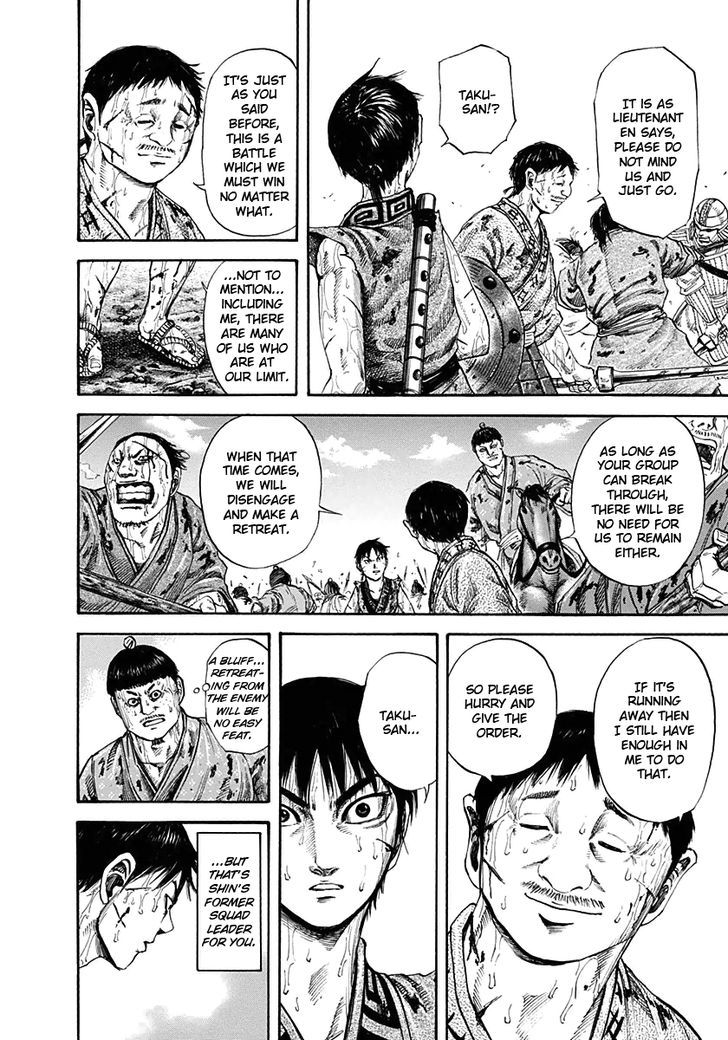 IT IS AS
LIEUTENANT
EN SAYS,
PLEASE DO
NOT MIND
US AND
JUST GO.
TAKU-
SAN!?
IT'S JUST
AS YOU
SAID
BEFORE,
THIS IS A
BATTLE
WHICH WE
MUST WIN
NO MATTER
WHAT.
...NOT TO
MENTION...
INCLUDING
ME, THERE
ARE MANY
OF US WHO
ARE AT
OUR LIMIT.
AS LONG AS
YOUR GROUP
CAN BREAK
THROUGH,
THERE WILL BE
NO NEED FOR
US TO REMAIN
EITHER.
WHEN THAT
TIME COMES,
WE WILL
DISENGAGE
AND MAKE A
RETREAT.
IF IT'S
RUNNING
AWAY THEN
I STILL HAVE
ENOUGH IN
ME TO DO
THAT.
SO PLEASE
HURRY AND
GIVE THE
ORDER.
TAKU-
SAN...
A BLUFF...
RETREAT-
ING FROM
THE ENEMY
WILL BE
NO EASY
FEAT.
...BUT
THAT'S
SHIN'S
FORMER
SQUAD
LEADER
FOR YOU.